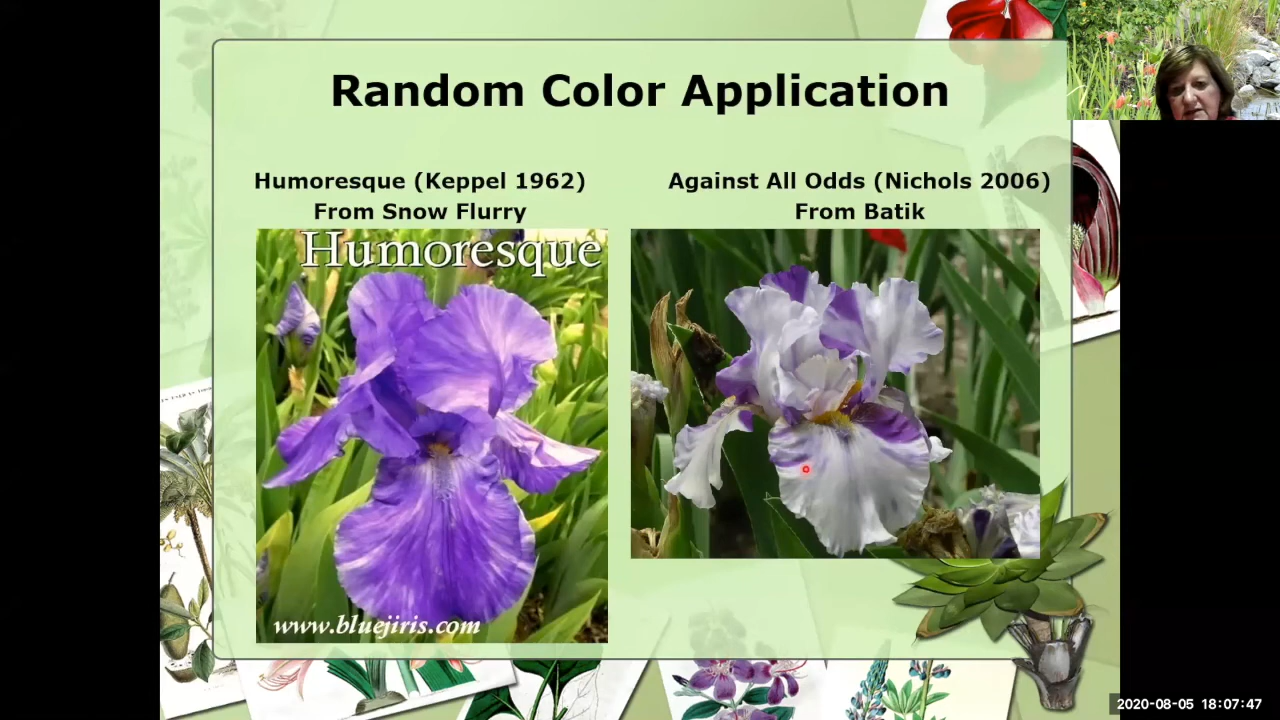 Random Color Application
Humoresque (Keppel 1962)
From Snow Flurry
Against All Odds (Nichols 2006)
From Batik
Humoresque
www.bluejiris.com
2020-08-05 18:07:47